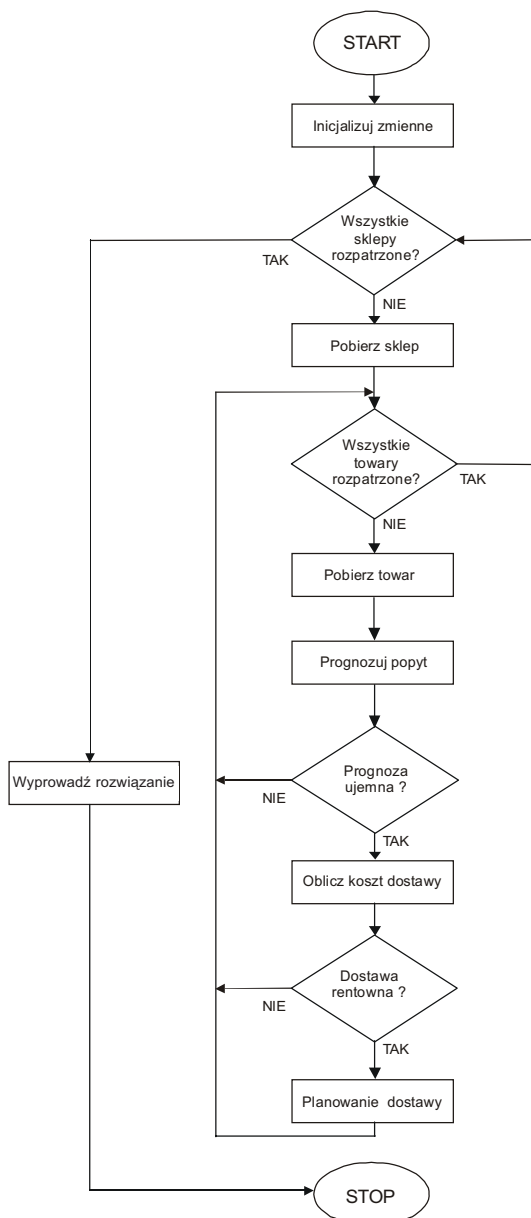 START
Inicjalizuj zmienne
Wszystkie
sklepy
rozpatrzone?
TAK
NIE
Pobierz sklep
Wszystkie
towary
rozpatrzone?
TAK
NIE
Pobierz towar
Prognozuj popyt
Wyprowadź rozwiązanie
Prognoza
ujemna ?
NIE
TAK
Oblicz koszt dostawy
Dostawa
rentowna ?
NIE
TAK
Planowanie dostawy
STOP